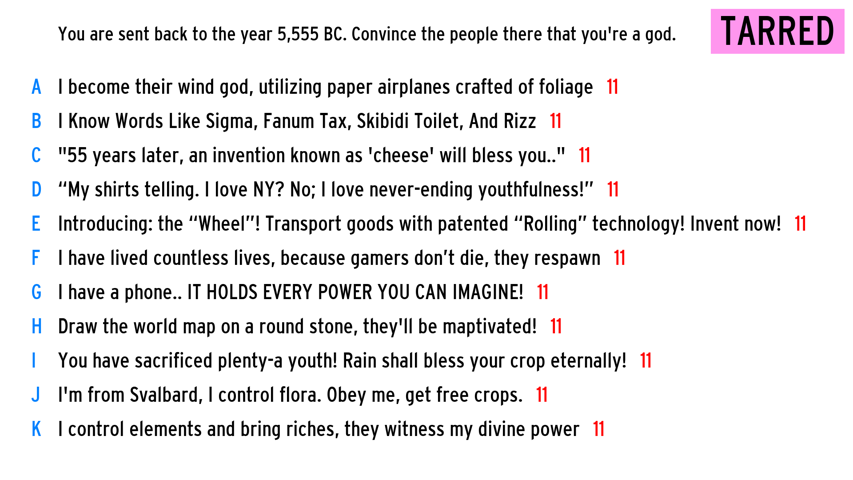 You are sent back to the year 5,555 BC. Convince the people there that you're a god.
TARRED
A I become their wind god, utilizing paper airplanes crafted of foliage 11
B I Know Words Like Sigma, Fanum Tax, Skibidi Toilet, And Rizz 11
C "55 years later, an invention known as 'cheese' will bless you.." 11
D “My shirts telling. I love NY? No; I love never-ending youthfulness!” 11
E Introducing: the “Wheel”! Transport goods with patented “Rolling” technology! Invent now! 11
F I have lived countless lives, because gamers don’t die, they respawn 11
G I have a phone.. IT HOLDS EVERY POWER YOU CAN IMAGINE! 11
H Draw the world map on a round stone, they'll be maptivated! 11
I You have sacrificed plenty-a youth! Rain shall bless your crop eternally! 11
J I'm from Svalbard, I control flora. Obey me, get free crops. 11
K I control elements and bring riches, they witness my divine power 11